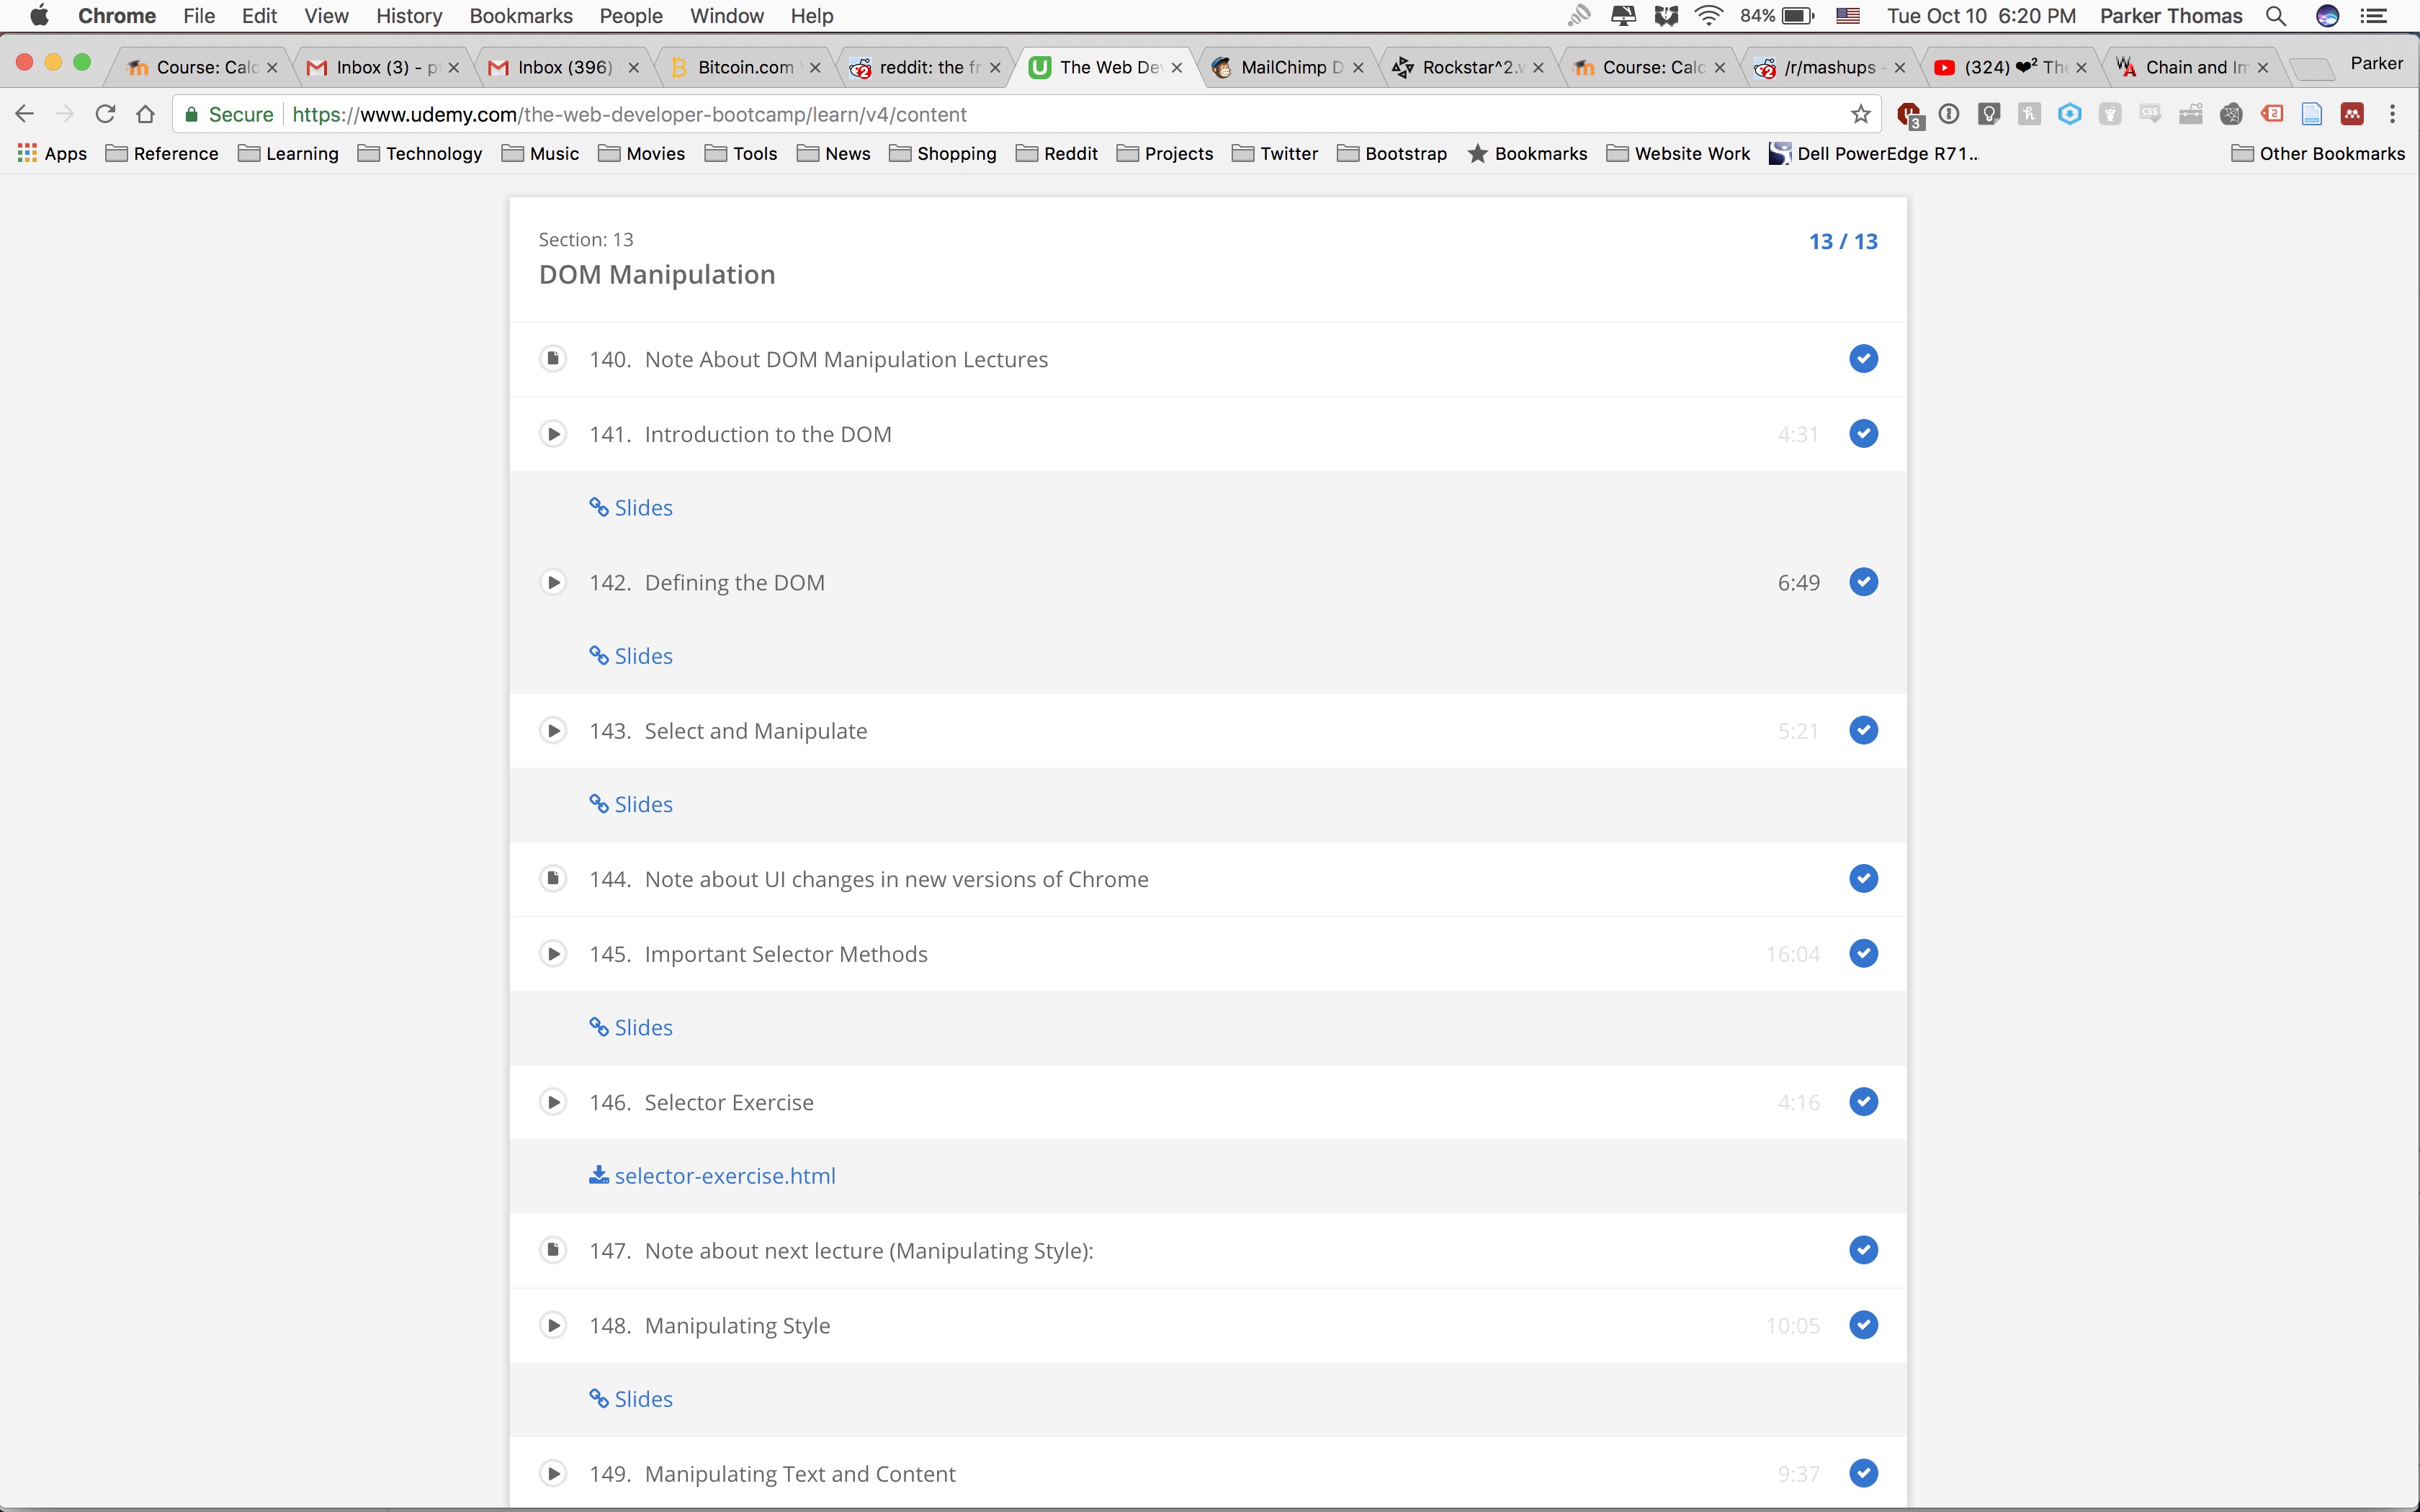 Chrome File Edit View History Bookmarks People Window Help 84% Tue Oct 10 6:20 PM Parker Thomas
Course: Calc Inbox (3) - p Inbox (396) Bitcoin.com reddit: the fr The Web Dev MailChimp D Rockstar^2.w Course: Calc /r/mashups - (324) ❤² The Chain and Im Parker
Secure https://www.udemy.com/the-web-developer-bootcamp/learn/v4/content 3 2
Apps Reference Learning Technology Music Movies Tools News Shopping Reddit Projects Twitter Bootstrap Bookmarks Website Work Dell PowerEdge R71... Other Bookmarks
Section: 13
13 / 13
DOM Manipulation
140. Note About DOM Manipulation Lectures
141. Introduction to the DOM 4:31
Slides
142. Defining the DOM 6:49
Slides
143. Select and Manipulate 5:21
Slides
144. Note about UI changes in new versions of Chrome
145. Important Selector Methods 16:04
Slides
146. Selector Exercise 4:16
selector-exercise.html
147. Note about next lecture (Manipulating Style):
148. Manipulating Style 10:05
Slides
149. Manipulating Text and Content 9:37